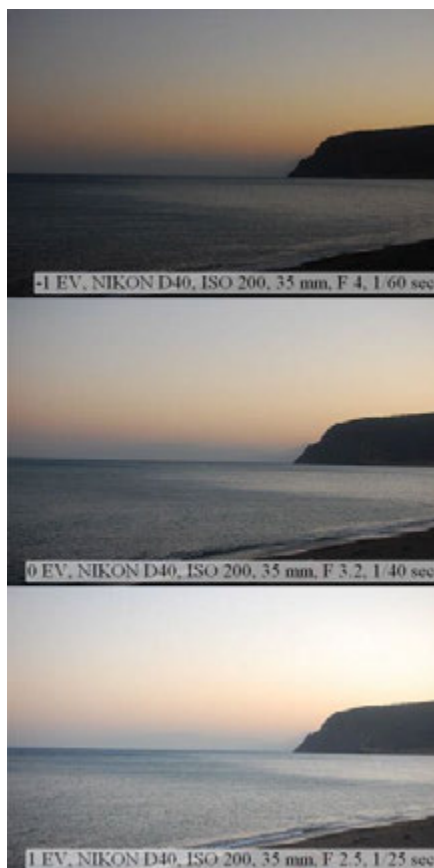 -1 EV, NIKON D40, ISO 200, 35 mm, F 4, 1/60 sec
0 EV, NIKON D40, ISO 200, 35 mm, F 3.2, 1/40 sec
1 EV, NIKON D40, ISO 200, 35 mm, F 2.5, 1/25 sec